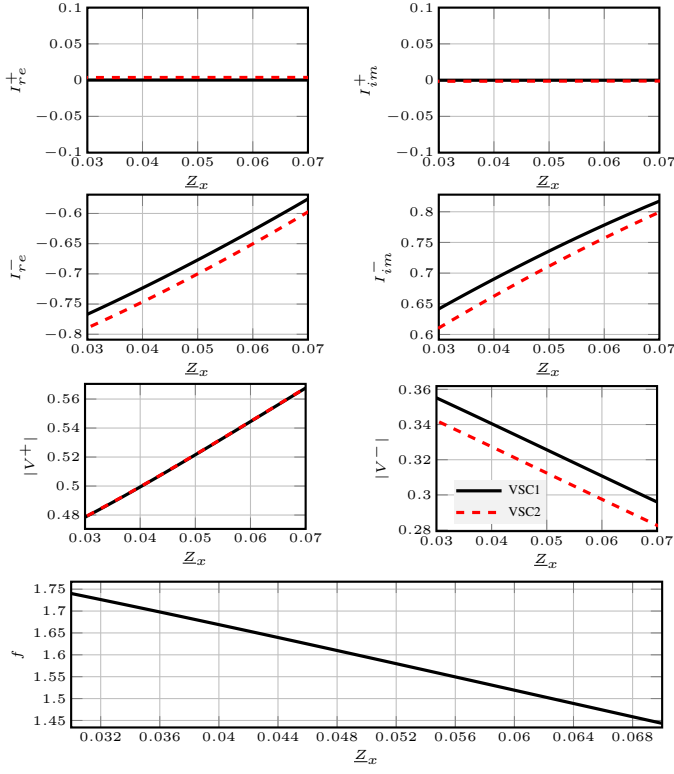 0.1
0.05
0
−0.05
−0.1
I⁺re
0.03 0.04 0.05 0.06 0.07
Z̲x
0.1
0.05
0
−0.05
−0.1
I⁺im
0.03 0.04 0.05 0.06 0.07
Z̲x
−0.6
−0.65
−0.7
−0.75
−0.8
I⁻re
0.03 0.04 0.05 0.06 0.07
Z̲x
0.8
0.75
0.7
0.65
0.6
I⁻im
0.03 0.04 0.05 0.06 0.07
Z̲x
0.56
0.54
0.52
0.5
0.48
|V⁺|
0.03 0.04 0.05 0.06 0.07
Z̲x
0.36
0.34
0.32
0.3
0.28
|V⁻|
VSC1
VSC2
0.03 0.04 0.05 0.06 0.07
Z̲x
1.75
1.7
1.65
1.6
1.55
1.5
1.45
f
0.032 0.036 0.04 0.044 0.048 0.052 0.056 0.06 0.064 0.068
Z̲x